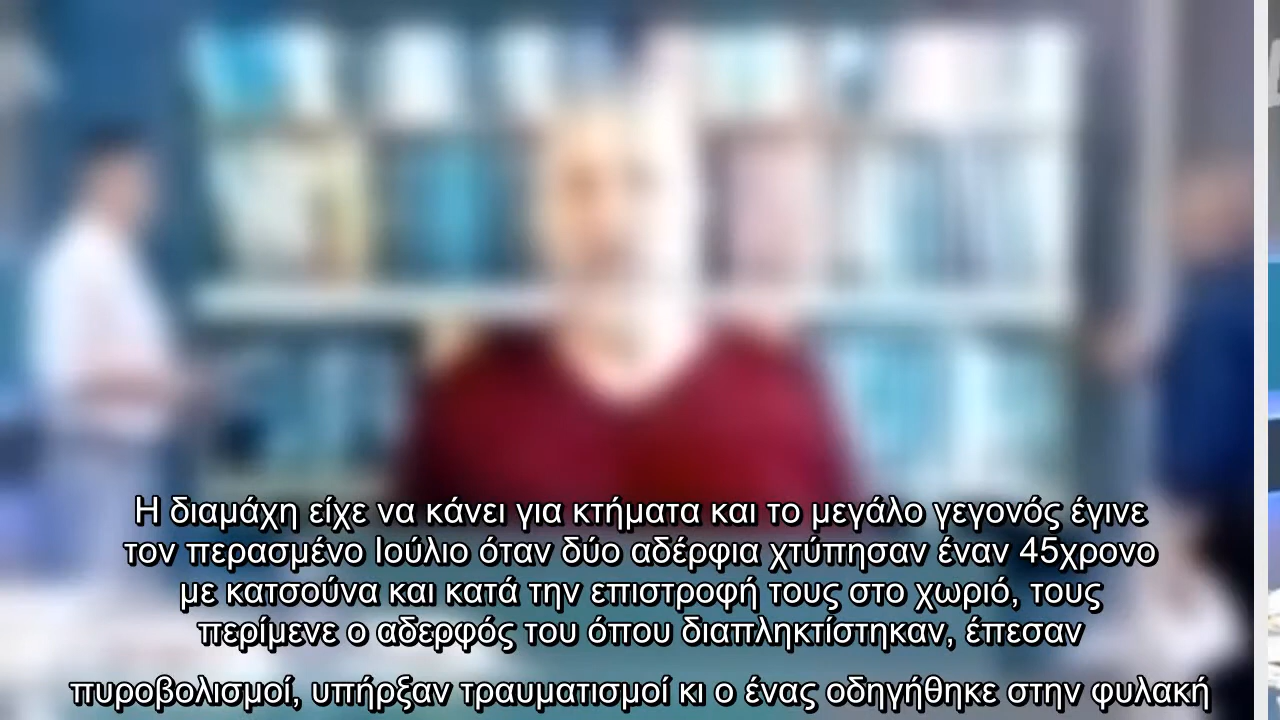 Η διαμάχη είχε να κάνει για κτήματα και το μεγάλο γεγονός έγινε
τον περασμένο Ιούλιο όταν δύο αδέρφια χτύπησαν έναν 45χρονο
με κατσούνα και κατά την επιστροφή τους στο χωριό, τους
περίμενε ο αδερφός του όπου διαπληκτίστηκαν, έπεσαν
πυροβολισμοί, υπήρξαν τραυματισμοί κι ο ένας οδηγήθηκε στην φυλακή